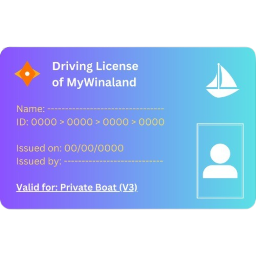 Driving License
of MyWinaland
Name: ---------------------------------
ID: 0000 > 0000 > 0000 > 0000
Issued on: 00/00/0000
Issued by: ----------------------------
Valid for: Private Boat (V3)